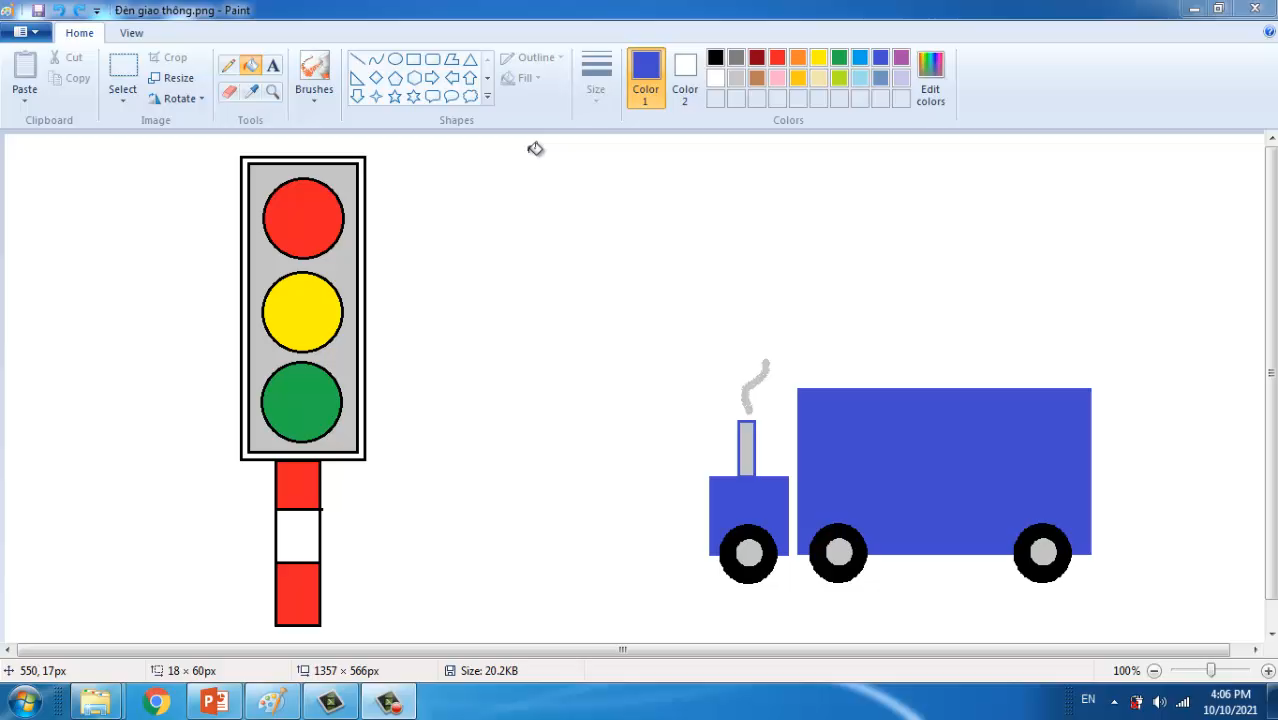 Đèn giao thông.png - Paint
Home
View
Paste
Cut
Copy
Clipboard
Select
Crop
Resize
Rotate
Image
A
Tools
Brushes
Outline
Fill
Shapes
Size
Color 1
Color 2
Edit colors
Colors
550, 17px
18 × 60px
1357 × 566px
Size: 20.2KB
100%
EN
4:06 PM
10/10/2021